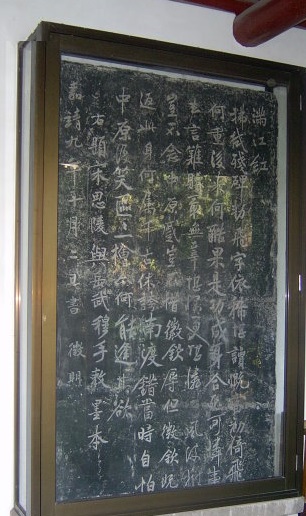 滿江紅
拂拭殘碑勑飛字依稀堪讀慨當初倚飛
何重後來何酷果是功成身合死可憐事
去言難贖最無辜堪恨又堪憐風波獄
豈不念中原蹙豈不惜徽欽辱但徽欽既
返此身何屬千古休誇南渡錯當時自怕
中原復笑區區一檜亦何能逢其欲
右題宋思陵與岳武穆手敕墨本
嘉靖九年十月二日書 徵明